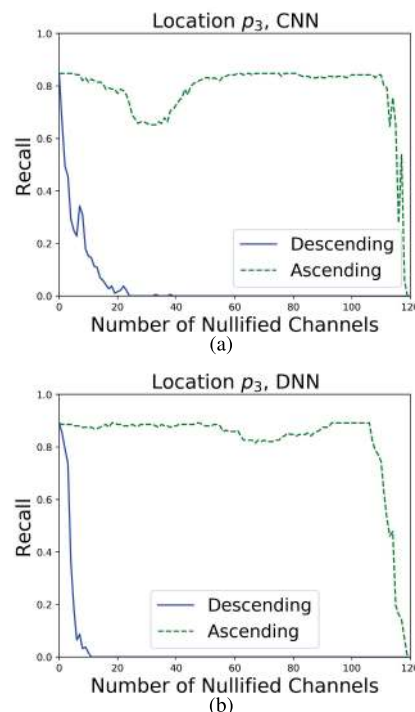 Location p3, CNN
1.0
0.8
0.6
0.4
0.2
0.0
Recall
Descending
Ascending
0 20 40 60 80 100 120
Number of Nullified Channels
(a)
Location p3, DNN
1.0
0.8
0.6
0.4
0.2
0.0
Recall
Descending
Ascending
0 20 40 60 80 100 120
Number of Nullified Channels
(b)